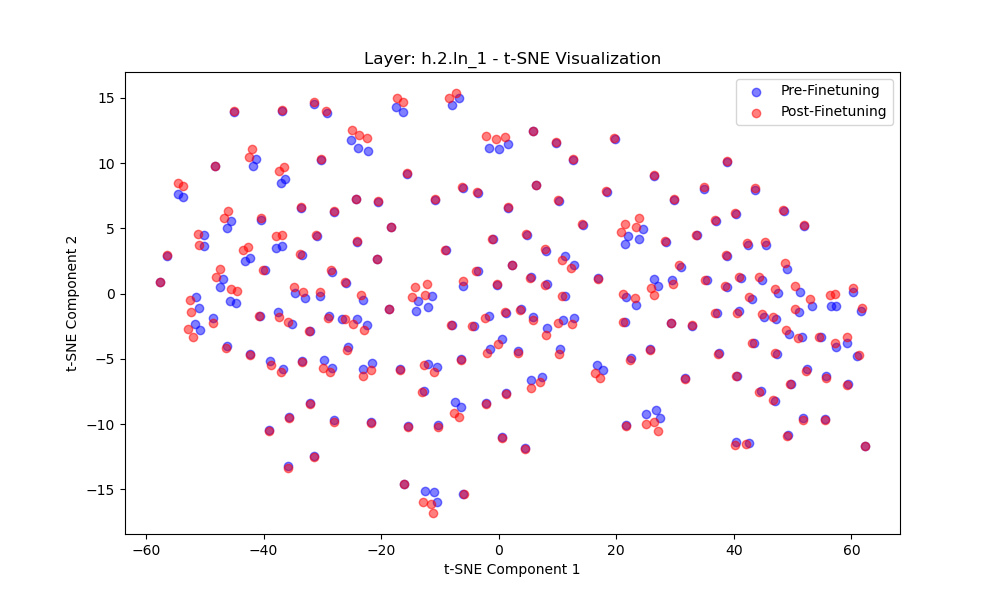 Layer: h.2.ln_1 - t-SNE Visualization
Pre-Finetuning
Post-Finetuning
15
10
5
0
−5
−10
−15
t-SNE Component 2
−60
−40
−20
0
20
40
60
t-SNE Component 1